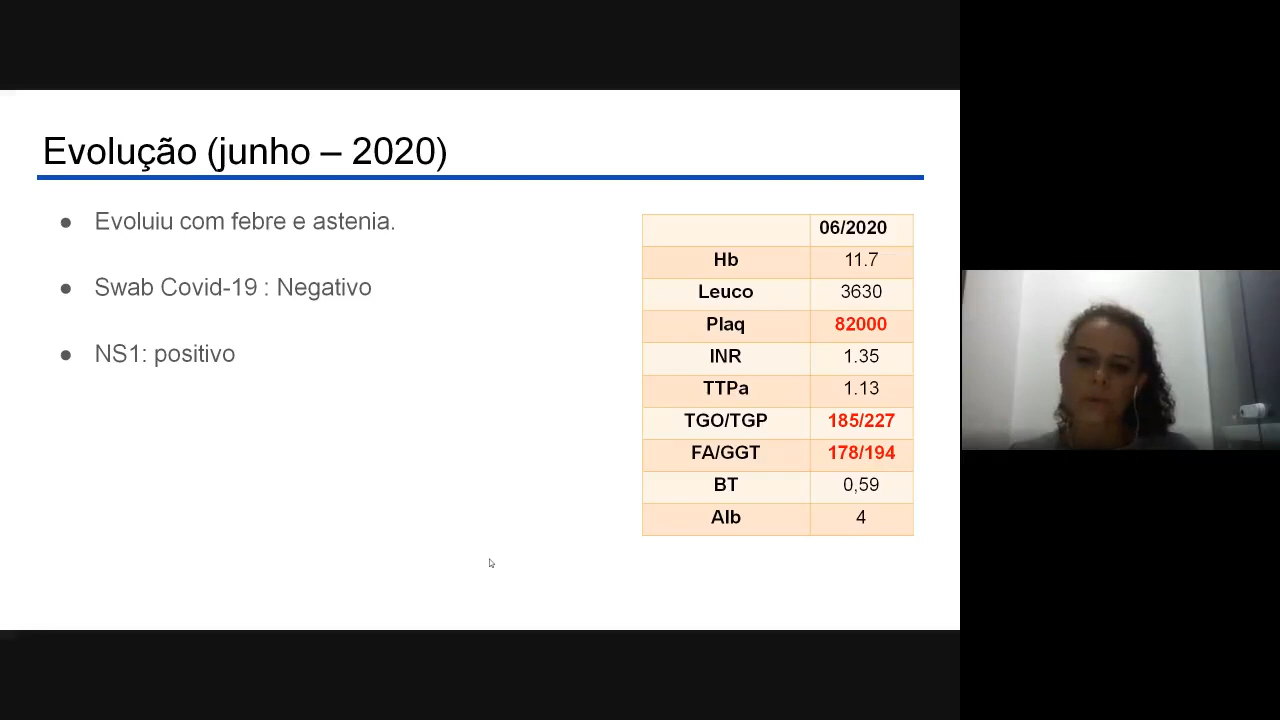 Evolução (junho – 2020)
● Evoluiu com febre e astenia.
● Swab Covid-19 : Negativo
● NS1: positivo
06/2020
Hb 11.7
Leuco 3630
Plaq 82000
INR 1.35
TTPa 1.13
TGO/TGP 185/227
FA/GGT 178/194
BT 0,59
Alb 4